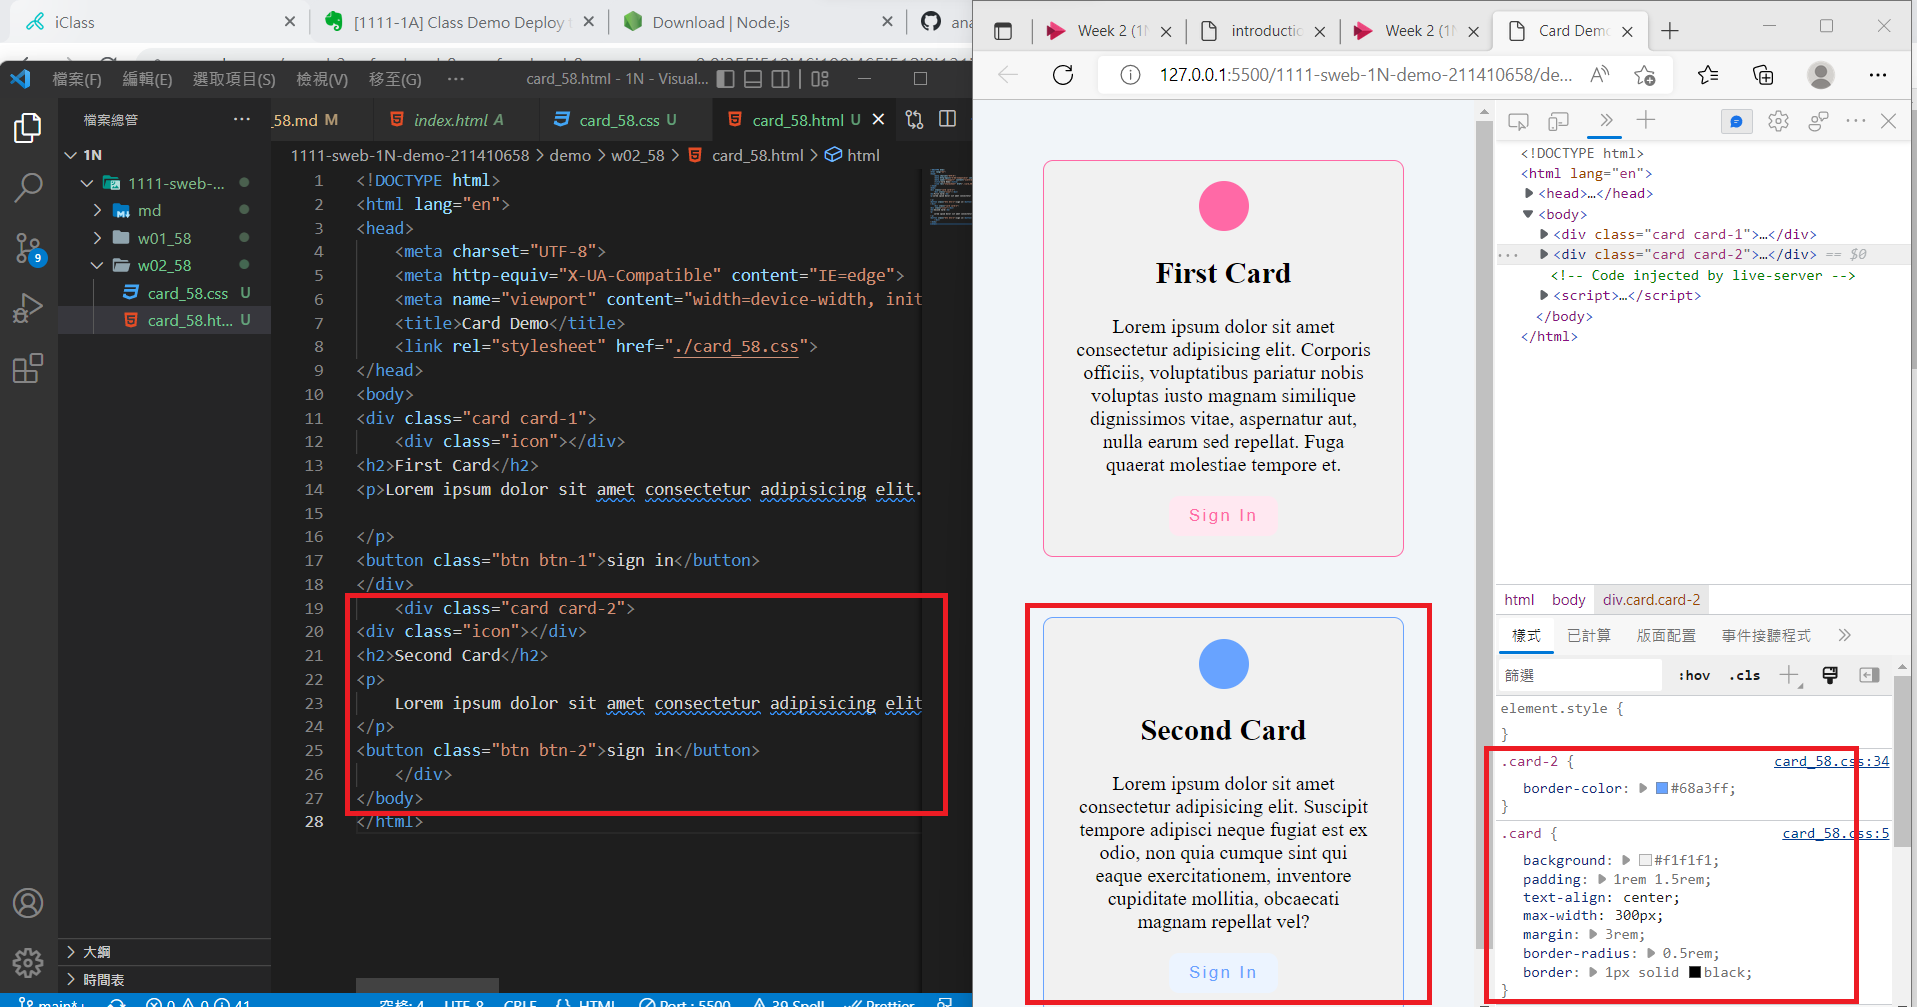 iClass
[1111-1A] Class Demo Deploy
Download | Node.js
檔案(F) 編輯(E) 選取項目(S) 檢視(V) 移至(G) ···
card_58.html - 1N - Visual...
檔案總管
_58.md M
index.html A
card_58.css U
card_58.html U
1N
1111-sweb-...
md
w01_58
w02_58
card_58.css U
card_58.ht... U
大綱
時間表
9
1111-sweb-1N-demo-211410658 > demo > w02_58 > card_58.html > html
1 <!DOCTYPE html>
2 <html lang="en">
3 <head>
4 <meta charset="UTF-8">
5 <meta http-equiv="X-UA-Compatible" content="IE=edge">
6 <meta name="viewport" content="width=device-width, init
7 <title>Card Demo</title>
8 <link rel="stylesheet" href="./card_58.css">
9 </head>
10 <body>
11 <div class="card card-1">
12 <div class="icon"></div>
13 <h2>First Card</h2>
14 <p>Lorem ipsum dolor sit amet consectetur adipisicing elit.
15
16 </p>
17 <button class="btn btn-1">sign in</button>
18 </div>
19 <div class="card card-2">
20 <div class="icon"></div>
21 <h2>Second Card</h2>
22 <p>
23 Lorem ipsum dolor sit amet consectetur adipisicing elit
24 </p>
25 <button class="btn btn-2">sign in</button>
26 </div>
27 </body>
28 </html>
main*+ 0 0 41 空格: 4 UTF-8 CRLF {} HTML Port : 5500 39 Spell Prettier
Week 2 (1N
introductio
Week 2 (1N
Card Demo
127.0.0.1:5500/1111-sweb-1N-demo-211410658/de...
First Card
Lorem ipsum dolor sit amet
consectetur adipisicing elit. Corporis
officiis, voluptatibus pariatur nobis
voluptas iusto magnam similique
dignissimos vitae, aspernatur aut,
nulla earum sed repellat. Fuga
quaerat molestiae tempore et.
Sign In
Second Card
Lorem ipsum dolor sit amet
consectetur adipisicing elit. Suscipit
tempore adipisci neque fugiat est ex
odio, non quia cumque sint qui
eaque exercitationem, inventore
cupiditate mollitia, obcaecati
magnam repellat vel?
Sign In
<!DOCTYPE html>
<html lang="en">
<head>…</head>
<body>
<div class="card card-1">…</div>
<div class="card card-2">…</div> == $0
<!-- Code injected by live-server -->
<script>…</script>
</body>
</html>
html body div.card.card-2
樣式 已計算 版面配置 事件接聽程式
篩選 :hov .cls
element.style {
}
.card-2 { card_58.css:34
border-color: #68a3ff;
}
.card { card_58.css:5
background: #f1f1f1;
padding: 1rem 1.5rem;
text-align: center;
max-width: 300px;
margin: 3rem;
border-radius: 0.5rem;
border: 1px solid black;
}